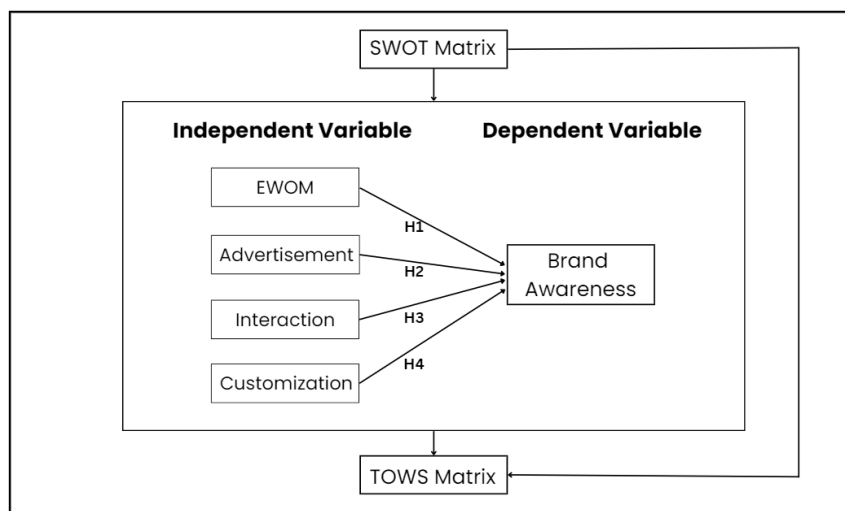 SWOT Matrix
Independent Variable
Dependent Variable
EWOM
H1
Advertisement
H2
Brand
Awareness
Interaction
H3
Customization
H4
TOWS Matrix